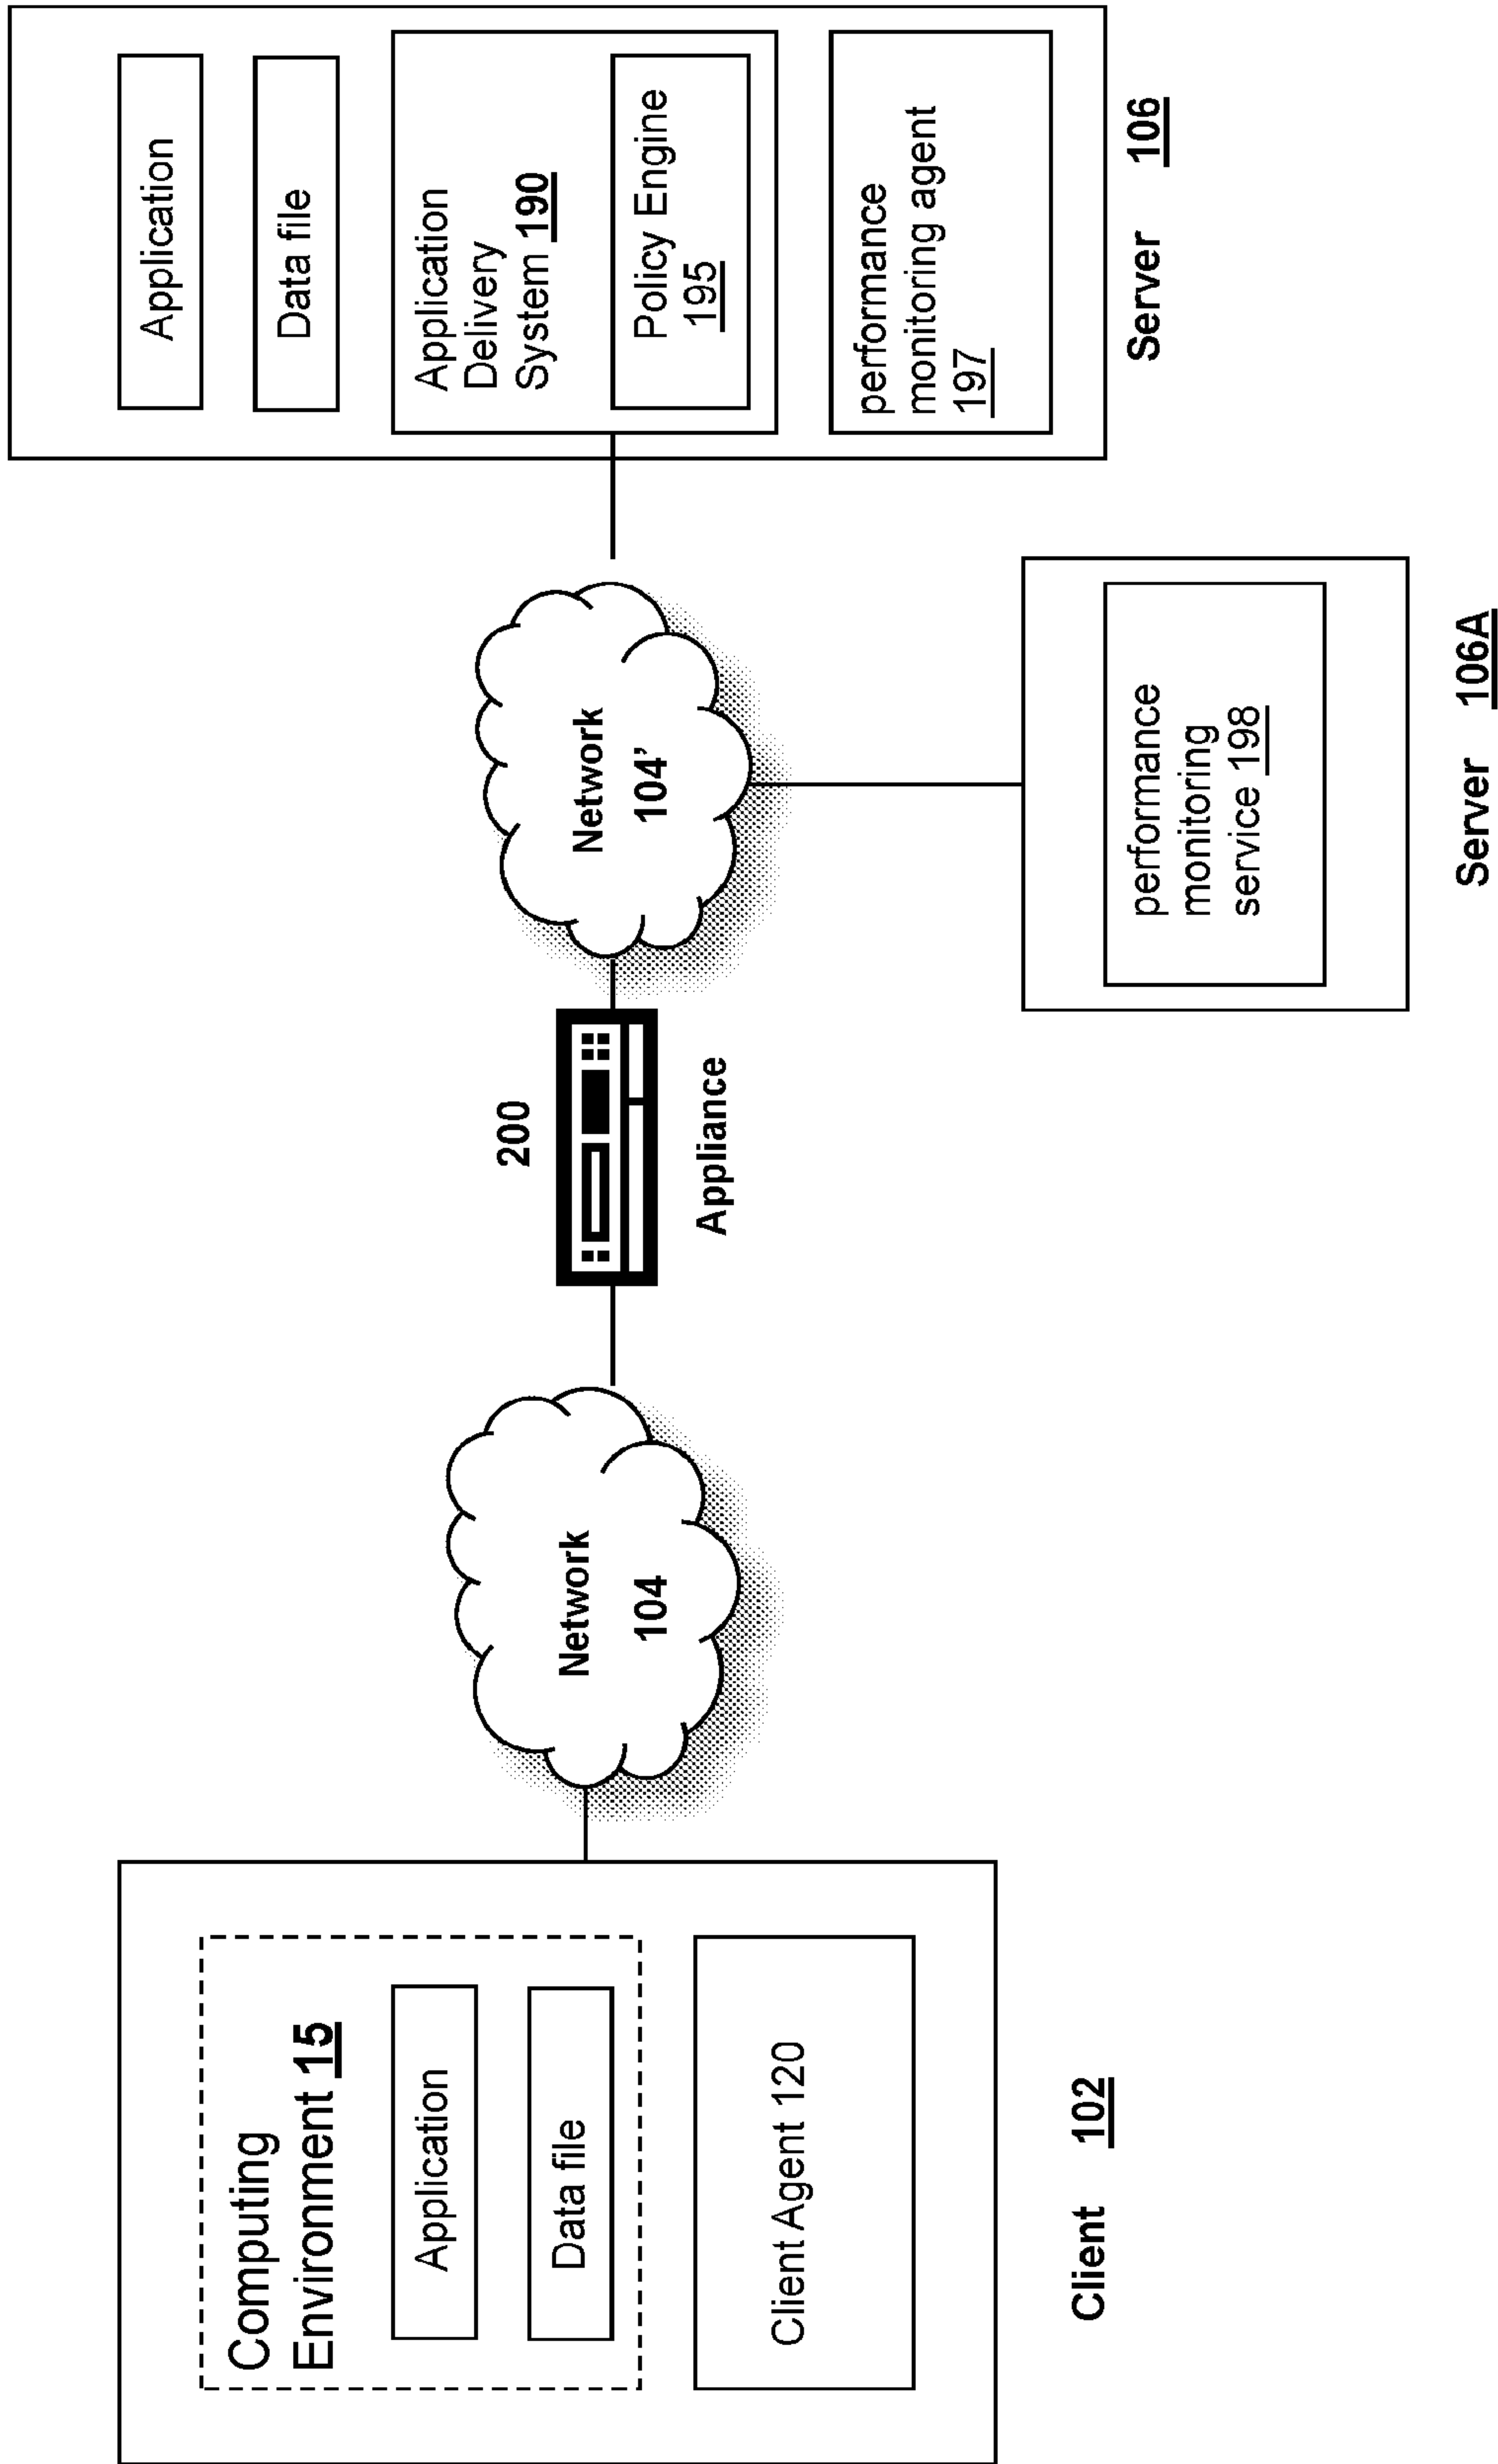 Computing
Environment 15
Application
Data file
Client Agent 120
Client 102
Network
104
200
Appliance
Network
104'
performance
monitoring
service 198
Server 106A
Application
Data file
Application
Delivery
System 190
Policy Engine
195
performance
monitoring agent
197
Server 106